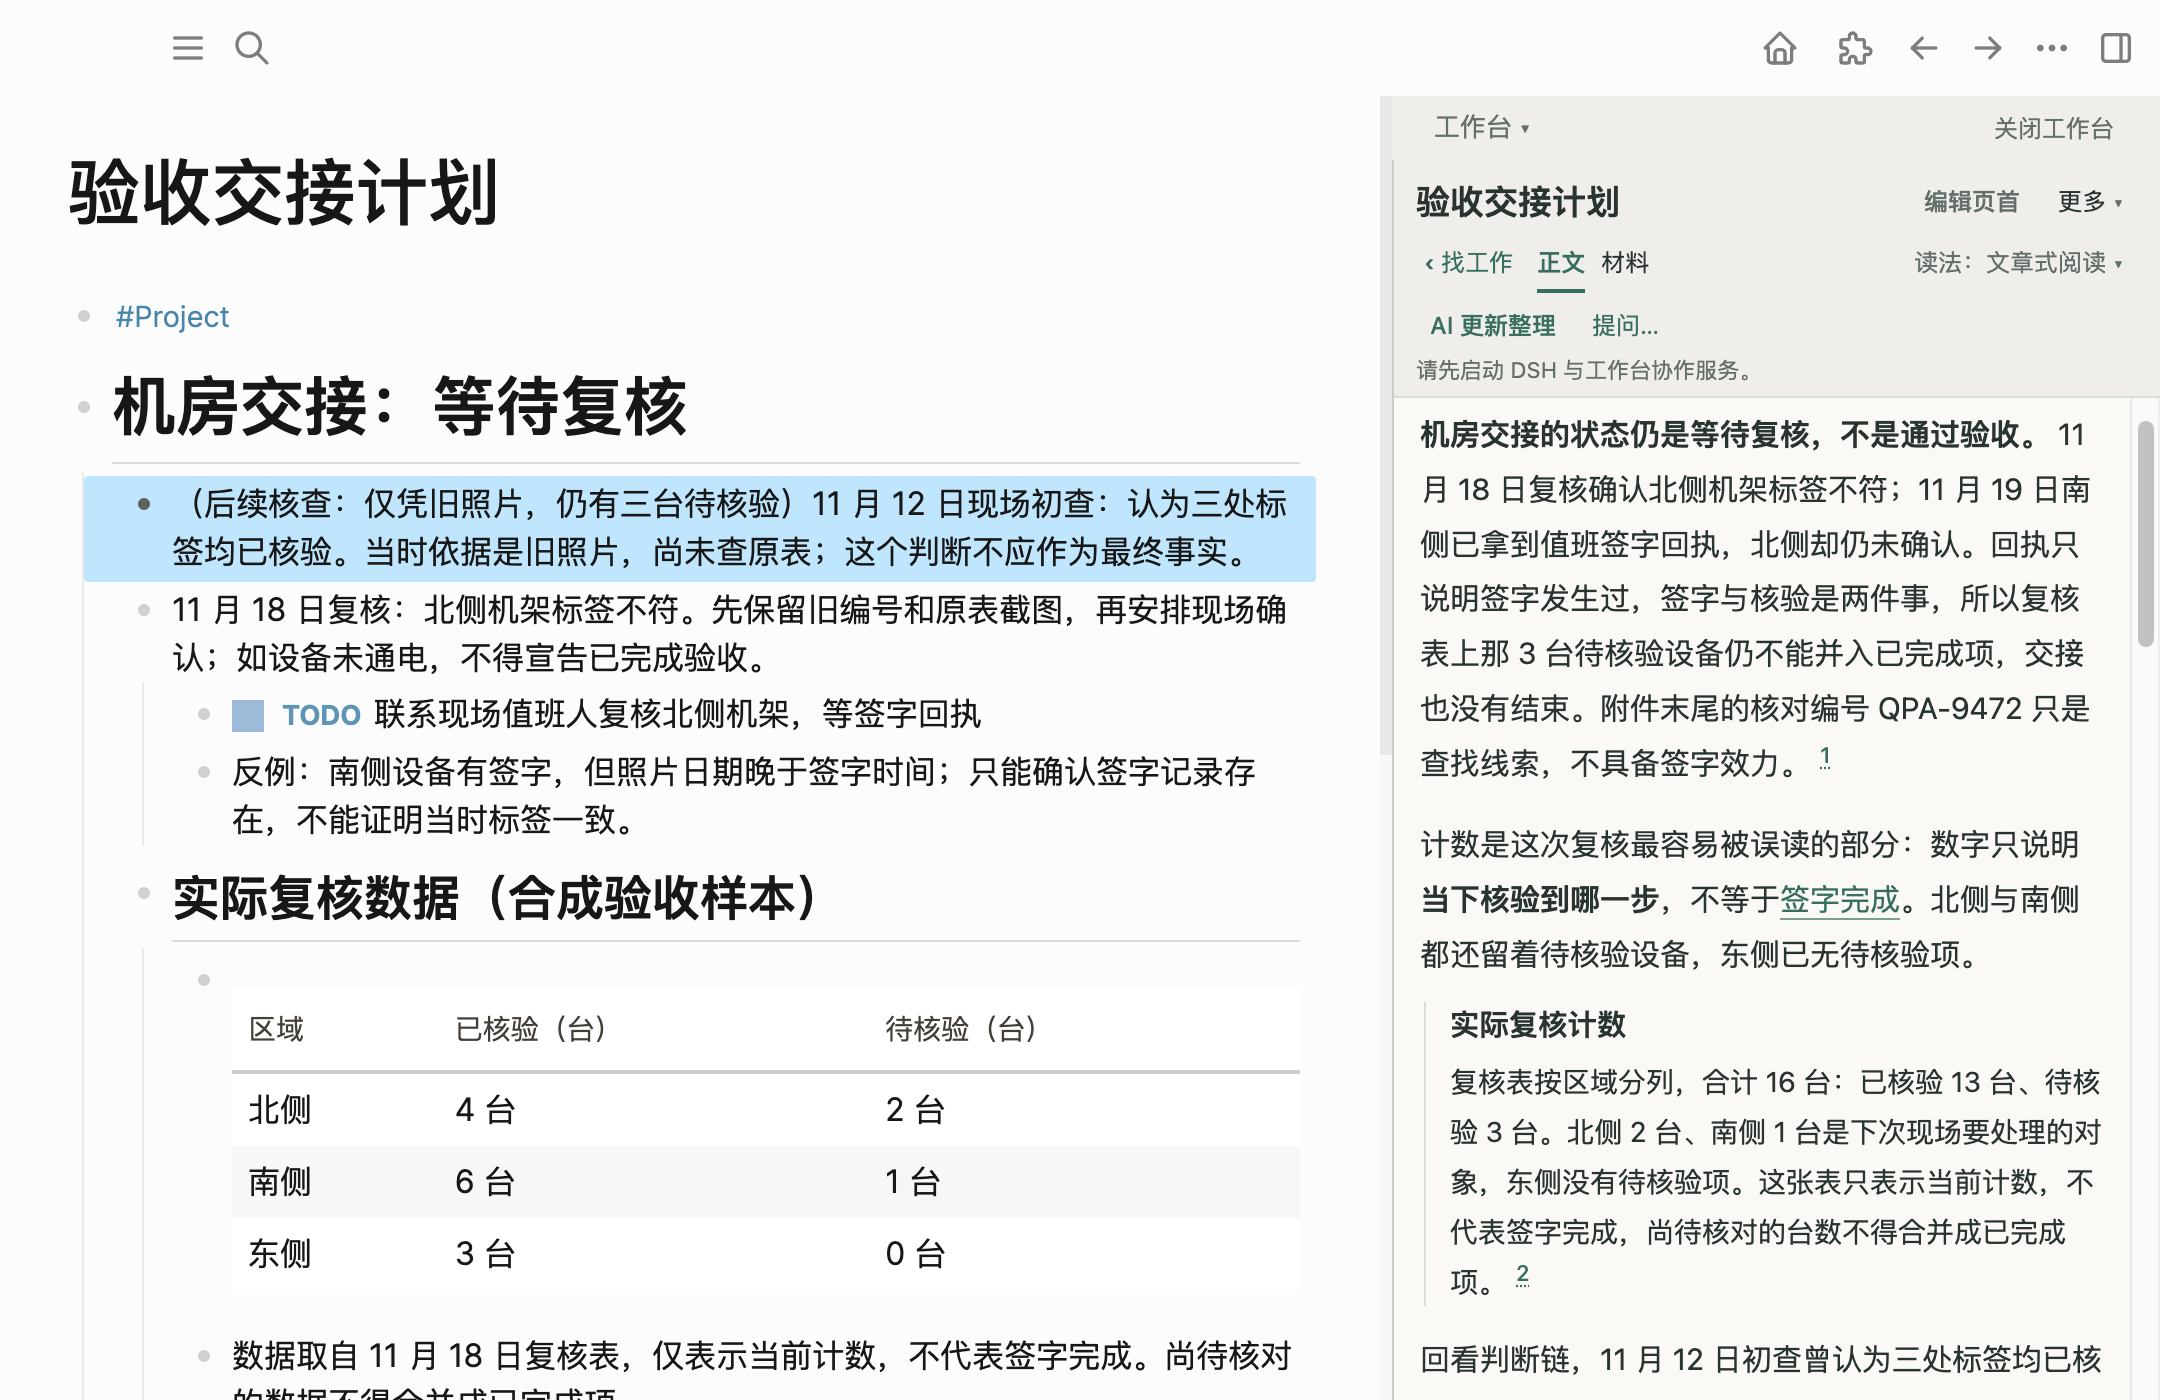 验收交接计划
#Project
机房交接：等待复核
（后续核查：仅凭旧照片，仍有三台待核验）11 月 12 日现场初查：认为三处标
签均已核验。当时依据是旧照片，尚未查原表；这个判断不应作为最终事实。
11 月 18 日复核：北侧机架标签不符。先保留旧编号和原表截图，再安排现场确
认；如设备未通电，不得宣告已完成验收。
TODO 联系现场值班人复核北侧机架，等签字回执
反例：南侧设备有签字，但照片日期晚于签字时间；只能确认签字记录存
在，不能证明当时标签一致。
实际复核数据（合成验收样本）
区域 已核验（台） 待核验（台）
北侧 4 台 2 台
南侧 6 台 1 台
东侧 3 台 0 台
数据取自 11 月 18 日复核表，仅表示当前计数，不代表签字完成。尚待核对
的数据不得合并成已完成项。
工作台 ▾ 关闭工作台
验收交接计划 编辑页首 更多 ▾
‹ 找工作 正文 材料 读法：文章式阅读 ▾
AI 更新整理 提问...
请先启动 DSH 与工作台协作服务。
机房交接的状态仍是等待复核，不是通过验收。 11
月 18 日复核确认北侧机架标签不符；11 月 19 日南
侧已拿到值班签字回执，北侧却仍未确认。回执只
说明签字发生过，签字与核验是两件事，所以复核
表上那 3 台待核验设备仍不能并入已完成项，交接
也没有结束。附件末尾的核对编号 QPA-9472 只是
查找线索，不具备签字效力。 1
计数是这次复核最容易被误读的部分：数字只说明
当下核验到哪一步，不等于签字完成。北侧与南侧
都还留着待核验设备，东侧已无待核验项。
实际复核计数
复核表按区域分列，合计 16 台：已核验 13 台、待核
验 3 台。北侧 2 台、南侧 1 台是下次现场要处理的对
象，东侧没有待核验项。这张表只表示当前计数，不
代表签字完成，尚待核对的台数不得合并成已完成
项。 2
回看判断链，11 月 12 日初查曾认为三处标签均已核